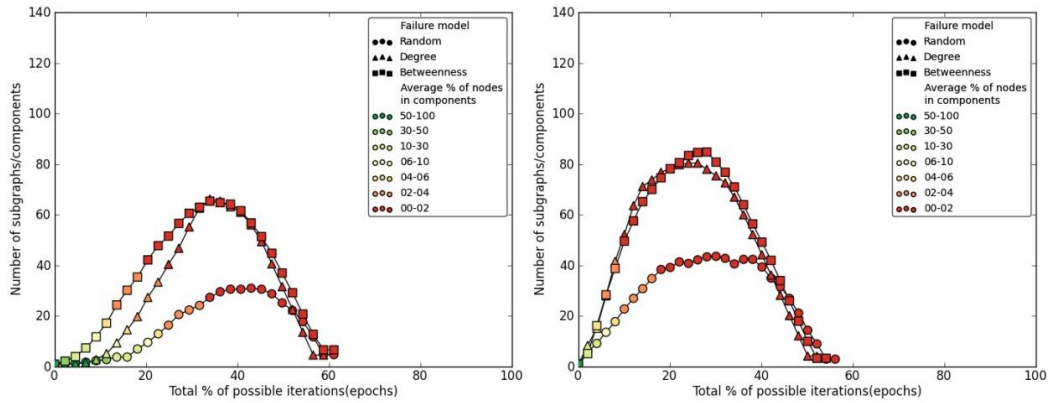 140
120
100
80
60
40
20
0
Number of subgraphs/components
0 20 40 60 80 100
Total % of possible iterations(epochs)
Failure model
Random
Degree
Betweenness
Average % of nodes
in components
50-100
30-50
10-30
06-10
04-06
02-04
00-02
140
120
100
80
60
40
20
0
Number of subgraphs/components
0 20 40 60 80 100
Total % of possible iterations(epochs)
Failure model
Random
Degree
Betweenness
Average % of nodes
in components
50-100
30-50
10-30
06-10
04-06
02-04
00-02